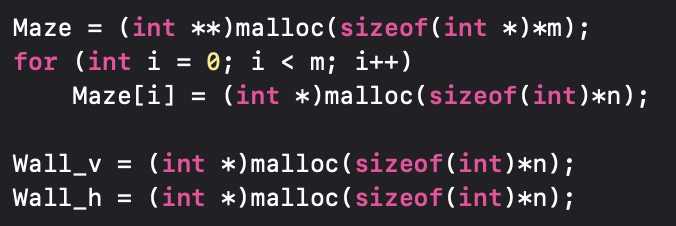 Maze = (int **)malloc(sizeof(int *)*m);
for (int i = 0; i < m; i++)
    Maze[i] = (int *)malloc(sizeof(int)*n);

Wall_v = (int *)malloc(sizeof(int)*n);
Wall_h = (int *)malloc(sizeof(int)*n);